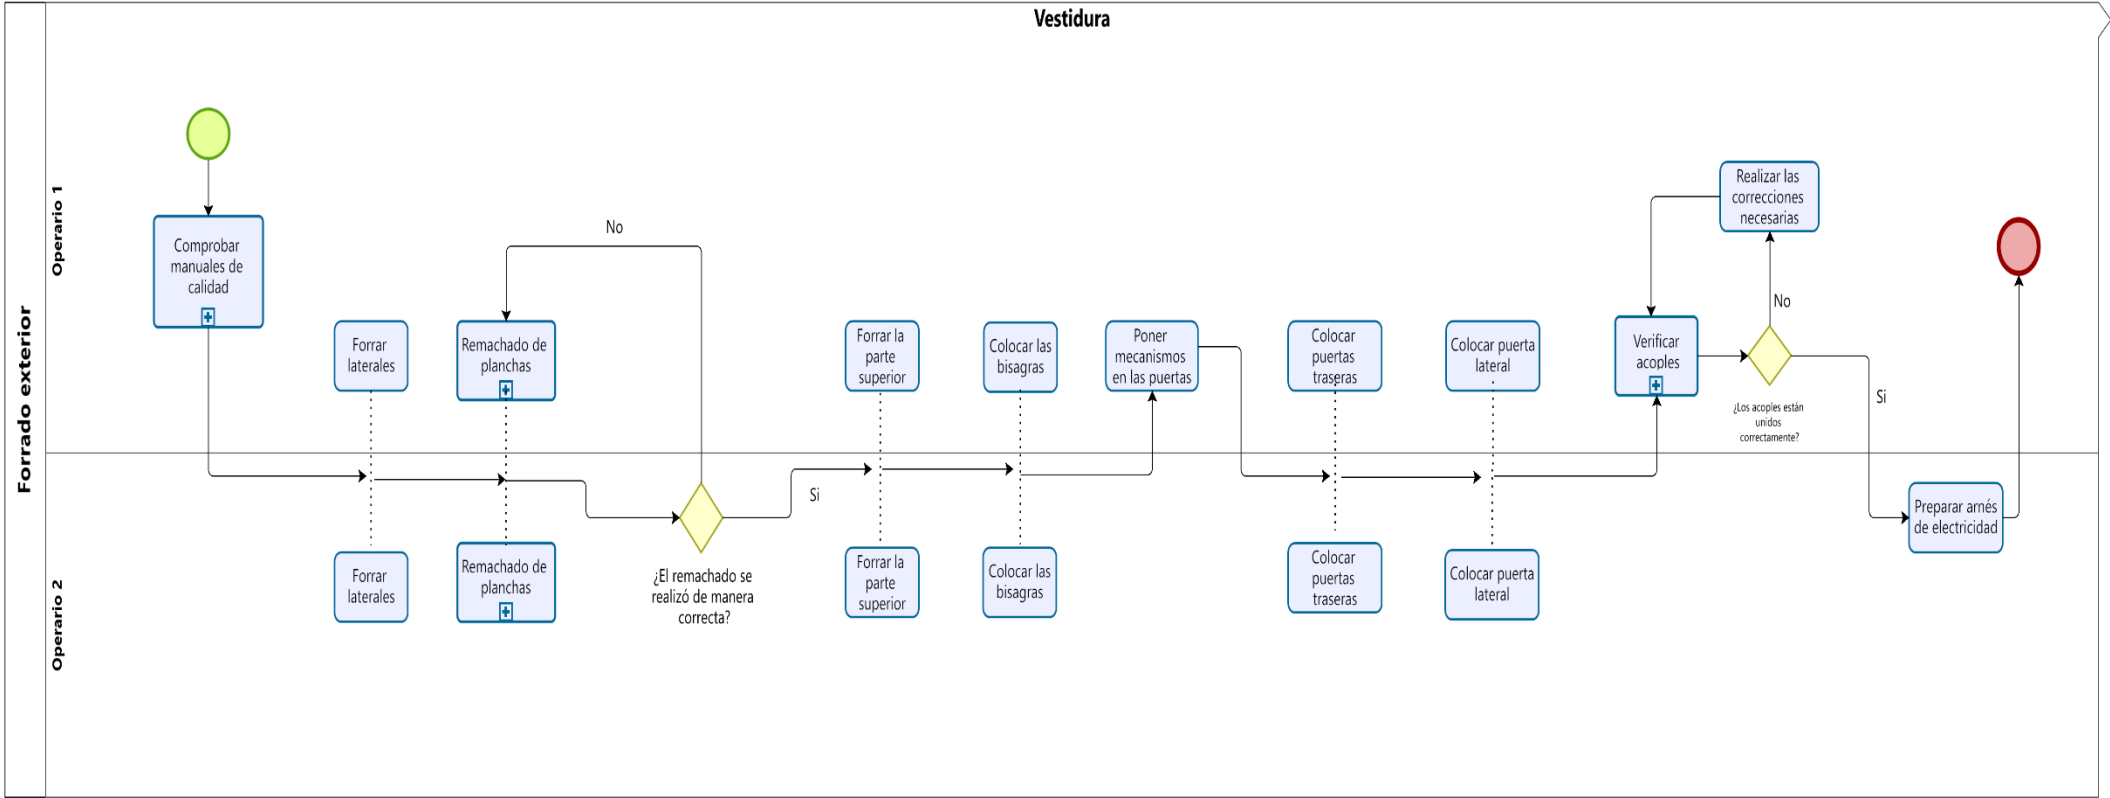 Vestidura
Forrado exterior
Operario 1
Operario 2
Comprobar
manuales de
calidad
Forrar
laterales
Remachado de
planchas
No
Forrar la
parte
superior
Colocar las
bisagras
Poner
mecanismos
en las puertas
Colocar
puertas
traseras
Colocar puerta
lateral
Verificar
acoples
Realizar las
correcciones
necesarias
No
¿Los acoples están
unidos
correctamente?
Si
Forrar
laterales
Remachado de
planchas
¿El remachado se
realizó de manera
correcta?
Si
Forrar la
parte
superior
Colocar las
bisagras
Colocar
puertas
traseras
Colocar puerta
lateral
Preparar arnés
de electricidad